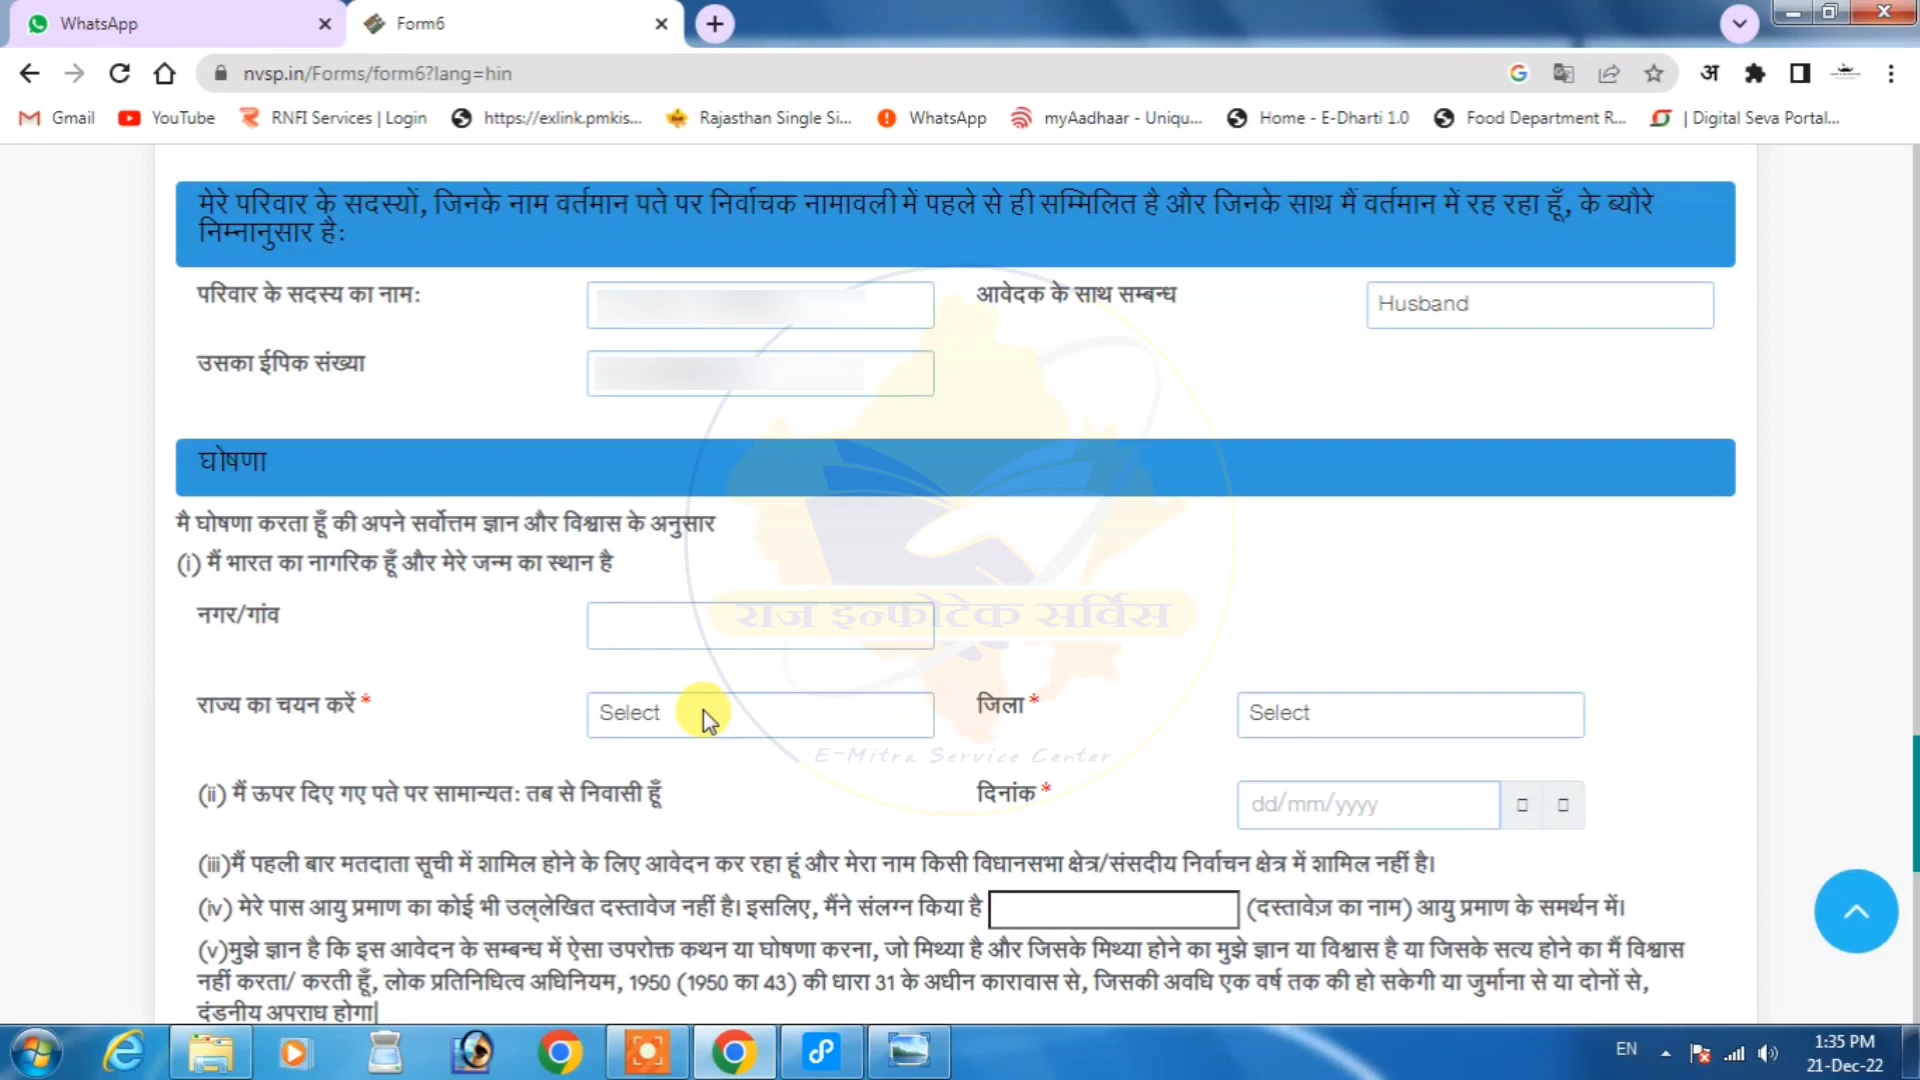 WhatsApp
Form6
nvsp.in/Forms/form6?lang=hin
Gmail YouTube RNFI Services | Login https://exlink.pmkis... Rajasthan Single Si... WhatsApp myAadhaar - Uniqu... Home - E-Dharti 1.0 Food Department R... | Digital Seva Portal...
मेरे परिवार के सदस्यों, जिनके नाम वर्तमान पते पर निर्वाचक नामावली में पहले से ही सम्मिलित है और जिनके साथ मैं वर्तमान में रह रहा हूँ, के ब्यौरे
निम्नानुसार है:
परिवार के सदस्य का नाम:
आवेदक के साथ सम्बन्ध
Husband
उसका ईपिक संख्या
घोषणा
मै घोषणा करता हूँ की अपने सर्वोत्तम ज्ञान और विश्वास के अनुसार
(i) मैं भारत का नागरिक हूँ और मेरे जन्म का स्थान है
नगर/गांव
राज इन्फोटेक सर्विस
राज्य का चयन करें *
Select
जिला *
Select
E-Mitra Service Center
(ii) मैं ऊपर दिए गए पते पर सामान्यत: तब से निवासी हूँ
दिनांक *
dd/mm/yyyy
(iii)मैं पहली बार मतदाता सूची में शामिल होने के लिए आवेदन कर रहा हूं और मेरा नाम किसी विधानसभा क्षेत्र/संसदीय निर्वाचन क्षेत्र में शामिल नहीं है।
(iv) मेरे पास आयु प्रमाण का कोई भी उल्लेखित दस्तावेज नहीं है। इसलिए, मैंने संलग्न किया है (दस्तावेज़ का नाम) आयु प्रमाण के समर्थन में।
(v)मुझे ज्ञान है कि इस आवेदन के सम्बन्ध में ऐसा उपरोक्त कथन या घोषणा करना, जो मिथ्या है और जिसके मिथ्या होने का मुझे ज्ञान या विश्वास है या जिसके सत्य होने का मैं विश्वास
नहीं करता/ करती हूँ, लोक प्रतिनिधित्व अधिनियम, 1950 (1950 का 43) की धारा 31 के अधीन कारावास से, जिसकी अवधि एक वर्ष तक की हो सकेगी या जुर्माना से या दोनों से,
दंडनीय अपराध होगा|
EN
1:35 PM
21-Dec-22